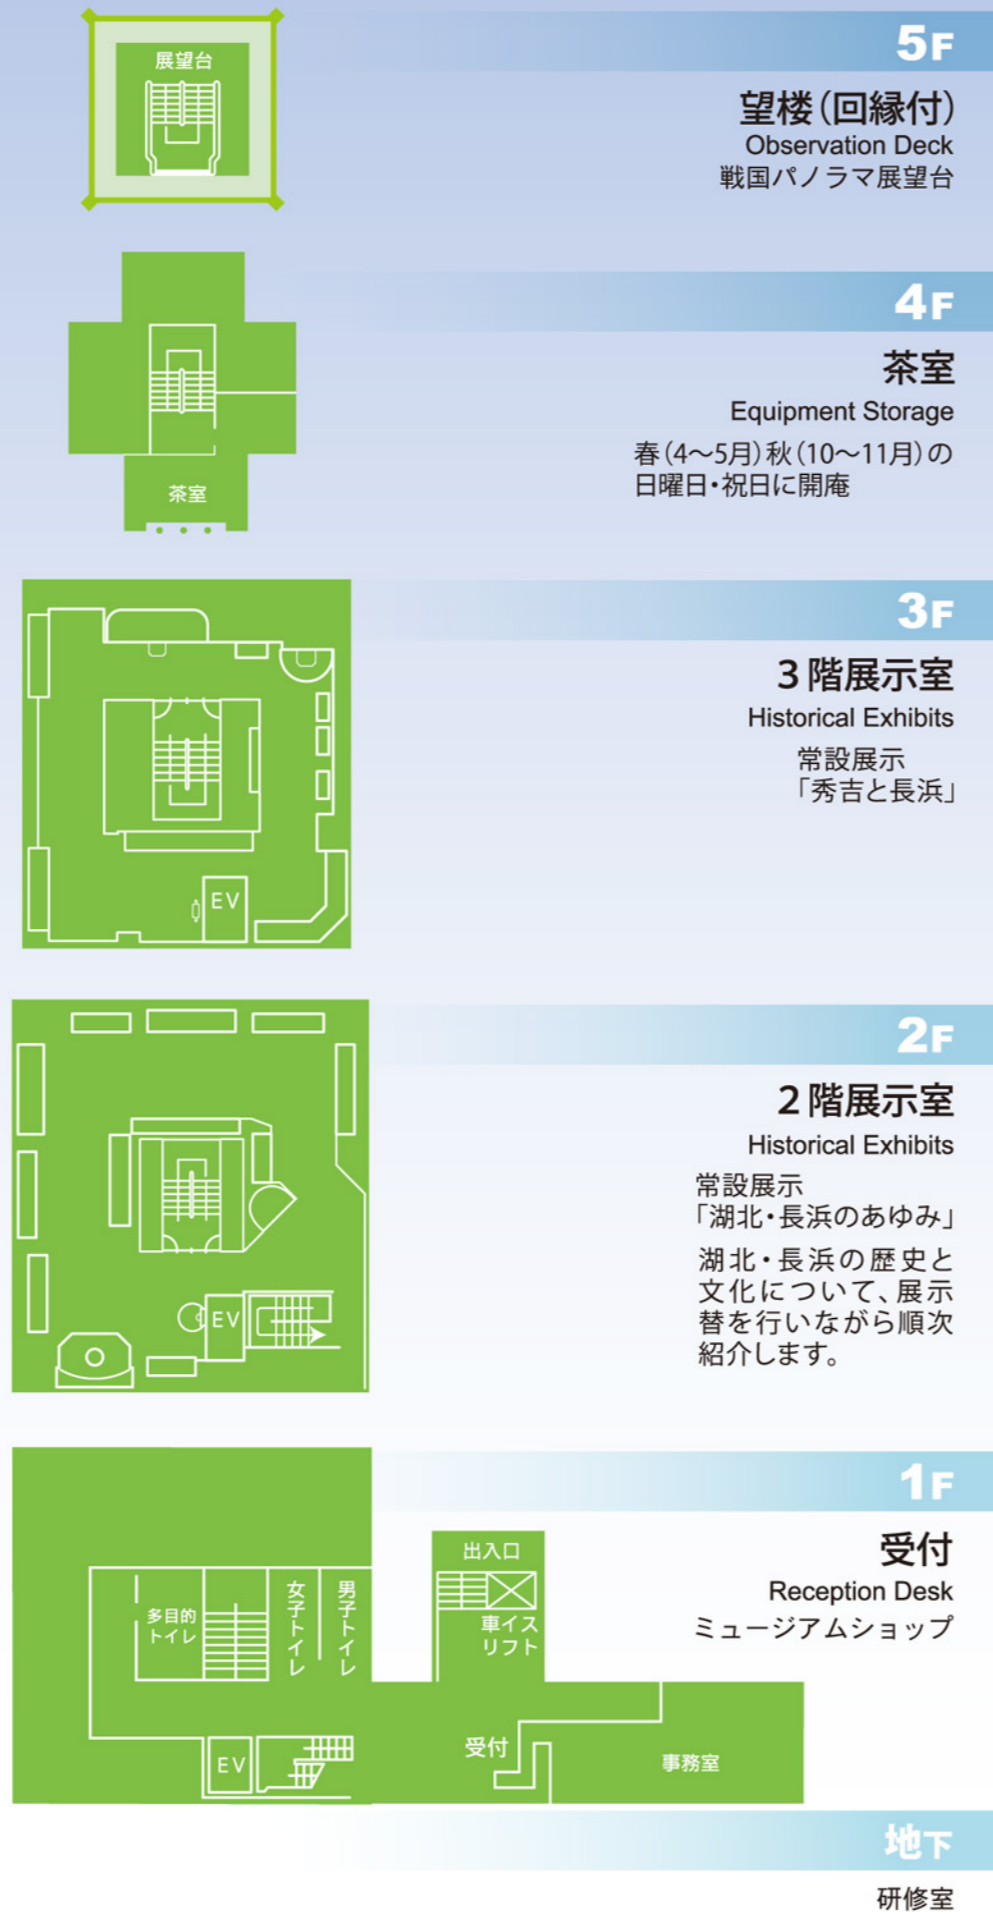 5F
展望台
望楼（回縁付）
Observation Deck
戦国パノラマ展望台
4F
茶室
Equipment Storage
春（4～5月）秋（10～11月）の
日曜日・祝日に開庵
茶室
3F
3階展示室
Historical Exhibits
常設展示
「秀吉と長浜」
EV
2F
2階展示室
Historical Exhibits
常設展示
「湖北・長浜のあゆみ」
湖北・長浜の歴史と
文化について、展示
替を行いながら順次
紹介します。
EV
1F
受付
Reception Desk
ミュージアムショップ
出入口
車イス
リフト
多目的
トイレ
女子トイレ
男子トイレ
EV
受付
事務室
地下
研修室